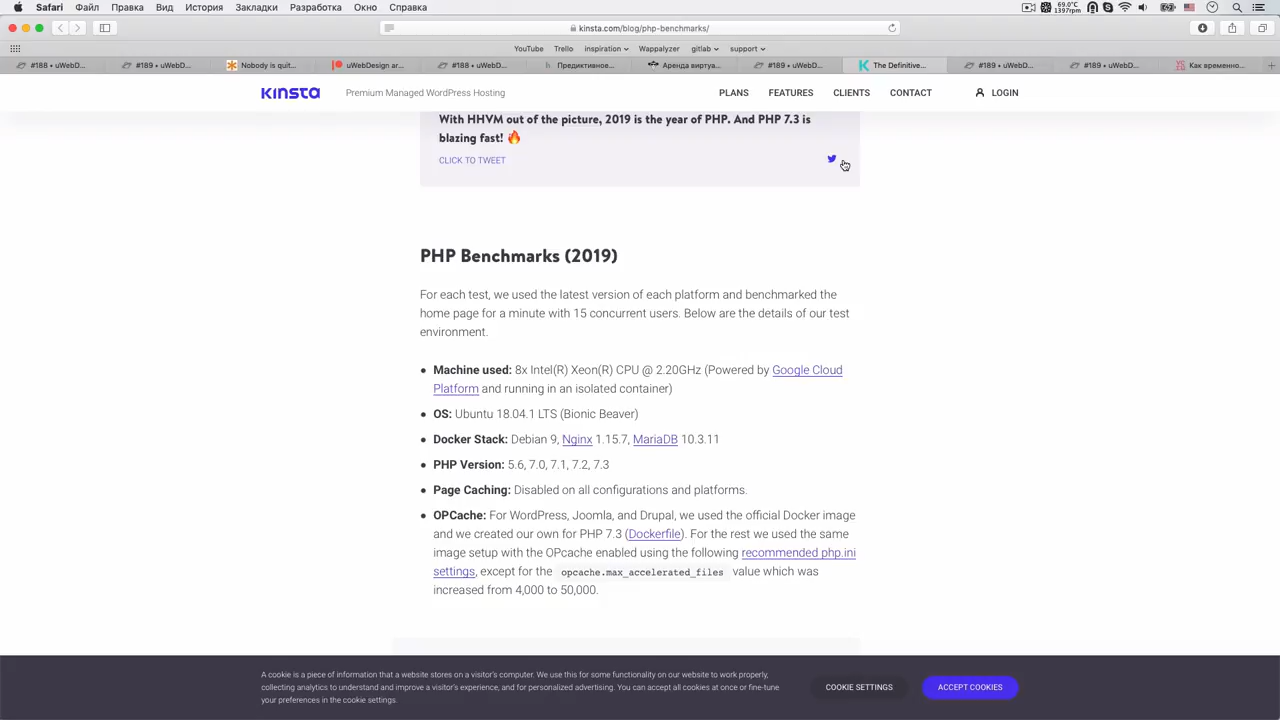 Safari Файл Правка Вид История Закладки Разработка Окно Справка 69.0°C 1397rpm
kinsta.com/blog/php-benchmarks/
YouTube Trello inspiration Wappalyzer gitlab support
#188 • uWebD... #189 • uWebD... Nobody is quit... uWebDesign ar... #188 • uWebD... Предиктивное... Аренда виртуа... #189 • uWebD... The Definitive... #189 • uWebD... #189 • uWebD... Как временно...
KINSTA Premium Managed WordPress Hosting PLANS FEATURES CLIENTS CONTACT LOGIN
With HHVM out of the picture, 2019 is the year of PHP. And PHP 7.3 is
blazing fast! 🔥
CLICK TO TWEET
PHP Benchmarks (2019)
For each test, we used the latest version of each platform and benchmarked the
home page for a minute with 15 concurrent users. Below are the details of our test
environment.
• Machine used: 8x Intel(R) Xeon(R) CPU @ 2.20GHz (Powered by Google Cloud
Platform and running in an isolated container)
• OS: Ubuntu 18.04.1 LTS (Bionic Beaver)
• Docker Stack: Debian 9, Nginx 1.15.7, MariaDB 10.3.11
• PHP Version: 5.6, 7.0, 7.1, 7.2, 7.3
• Page Caching: Disabled on all configurations and platforms.
• OPCache: For WordPress, Joomla, and Drupal, we used the official Docker image
and we created our own for PHP 7.3 (Dockerfile). For the rest we used the same
image setup with the OPcache enabled using the following recommended php.ini
settings, except for the opcache.max_accelerated_files value which was
increased from 4,000 to 50,000.
A cookie is a piece of information that a website stores on a visitor's computer. We use this for some functionality on our website to work properly,
collecting analytics to understand and improve a visitor's experience, and for personalized advertising. You can accept all cookies at once or fine-tune
your preferences in the cookie settings.
COOKIE SETTINGS ACCEPT COOKIES